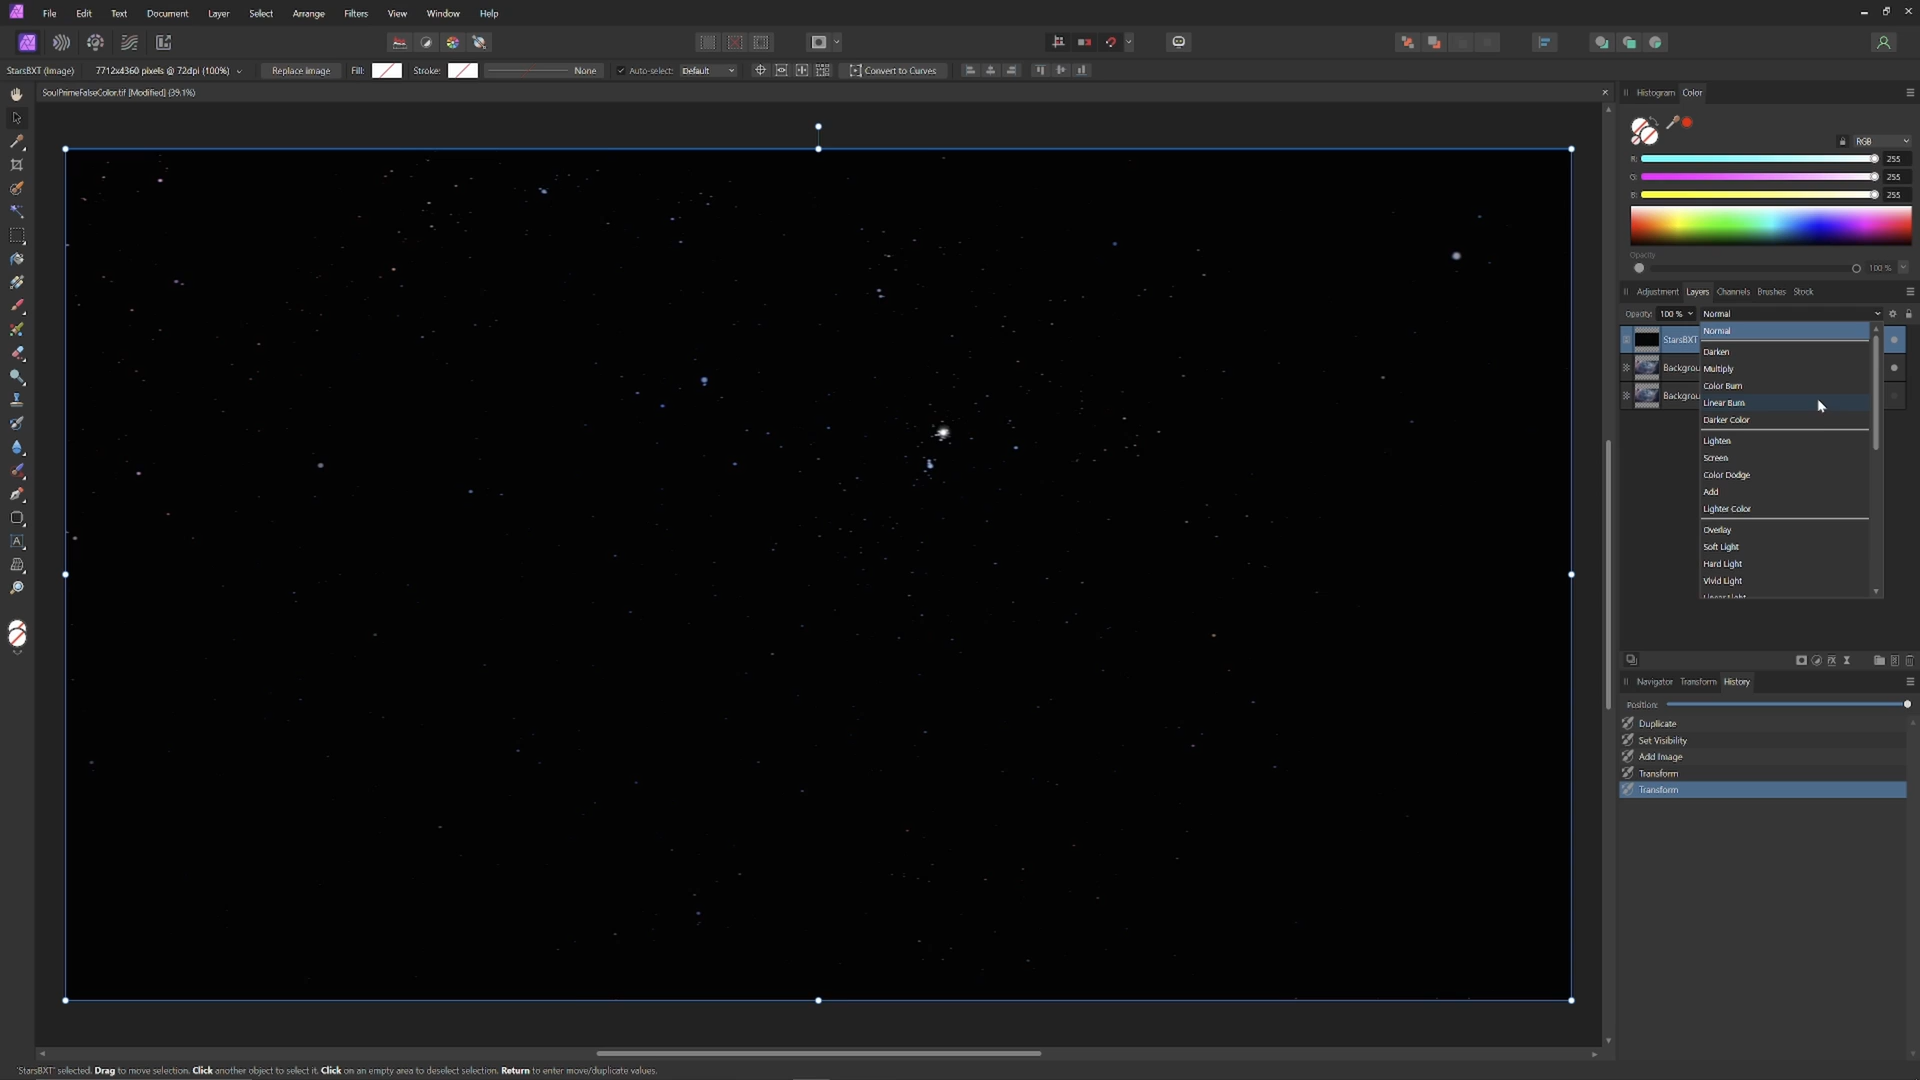 File Edit Text Document Layer Select Arrange Filters View Window Help
StarsBXT (Image) 7712x4360 pixels @ 72dpi (100%) Replace Image Fill: Stroke: None Auto-select: Default Convert to Curves
SoulPrimeFalseColor.tif [Modified] (39.1%)
Histogram Color
RGB
R: 255
G: 255
B: 255
Opacity
100 %
Adjustment Layers Channels Brushes Stock
Opacity: 100 % Normal
StarsBXT
Backgrou
Backgrou
Normal
Darken
Multiply
Color Burn
Linear Burn
Darker Color
Lighten
Screen
Color Dodge
Add
Lighter Color
Overlay
Soft Light
Hard Light
Vivid Light
Linear Light
Navigator Transform History
Position:
Duplicate
Set Visibility
Add Image
Transform
Transform
'StarsBXT' selected. Drag to move selection. Click another object to select it. Click on an empty area to deselect selection. Return to enter move/duplicate values.